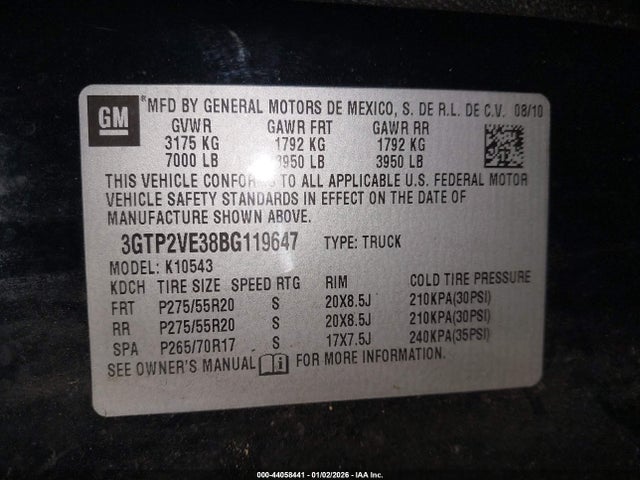 GM MFD BY GENERAL MOTORS DE MEXICO, S. DE R.L. DE C.V. 08/10
GVWR GAWR FRT GAWR RR
3175 KG 1792 KG 1792 KG
7000 LB 3950 LB 3950 LB
THIS VEHICLE CONFORMS TO ALL APPLICABLE U.S. FEDERAL MOTOR
VEHICLE SAFETY STANDARDS IN EFFECT ON THE DATE OF
MANUFACTURE SHOWN ABOVE.
3GTP2VE38BG119647 TYPE: TRUCK
MODEL: K10543
KDCH TIRE SIZE SPEED RTG RIM COLD TIRE PRESSURE
FRT P275/55R20 S 20X8.5J 210KPA(30PSI)
RR P275/55R20 S 20X8.5J 210KPA(30PSI)
SPA P265/70R17 S 17X7.5J 240KPA(35PSI)
SEE OWNER'S MANUAL FOR MORE INFORMATION.
000-44058441 - 01/02/2026 - IAA Inc.